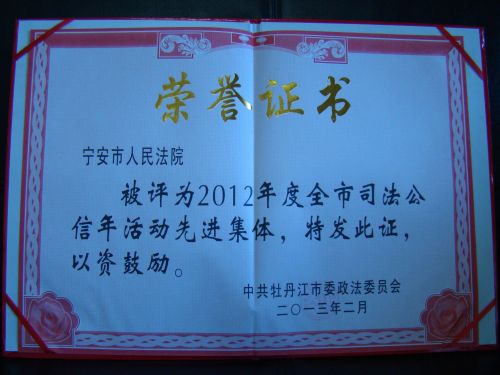 荣誉证书
宁安市人民法院
被评为2012年度全市司法公
信年活动先进集体，特发此证，
以资鼓励。
中共牡丹江市委政法委员会
二〇一三年二月